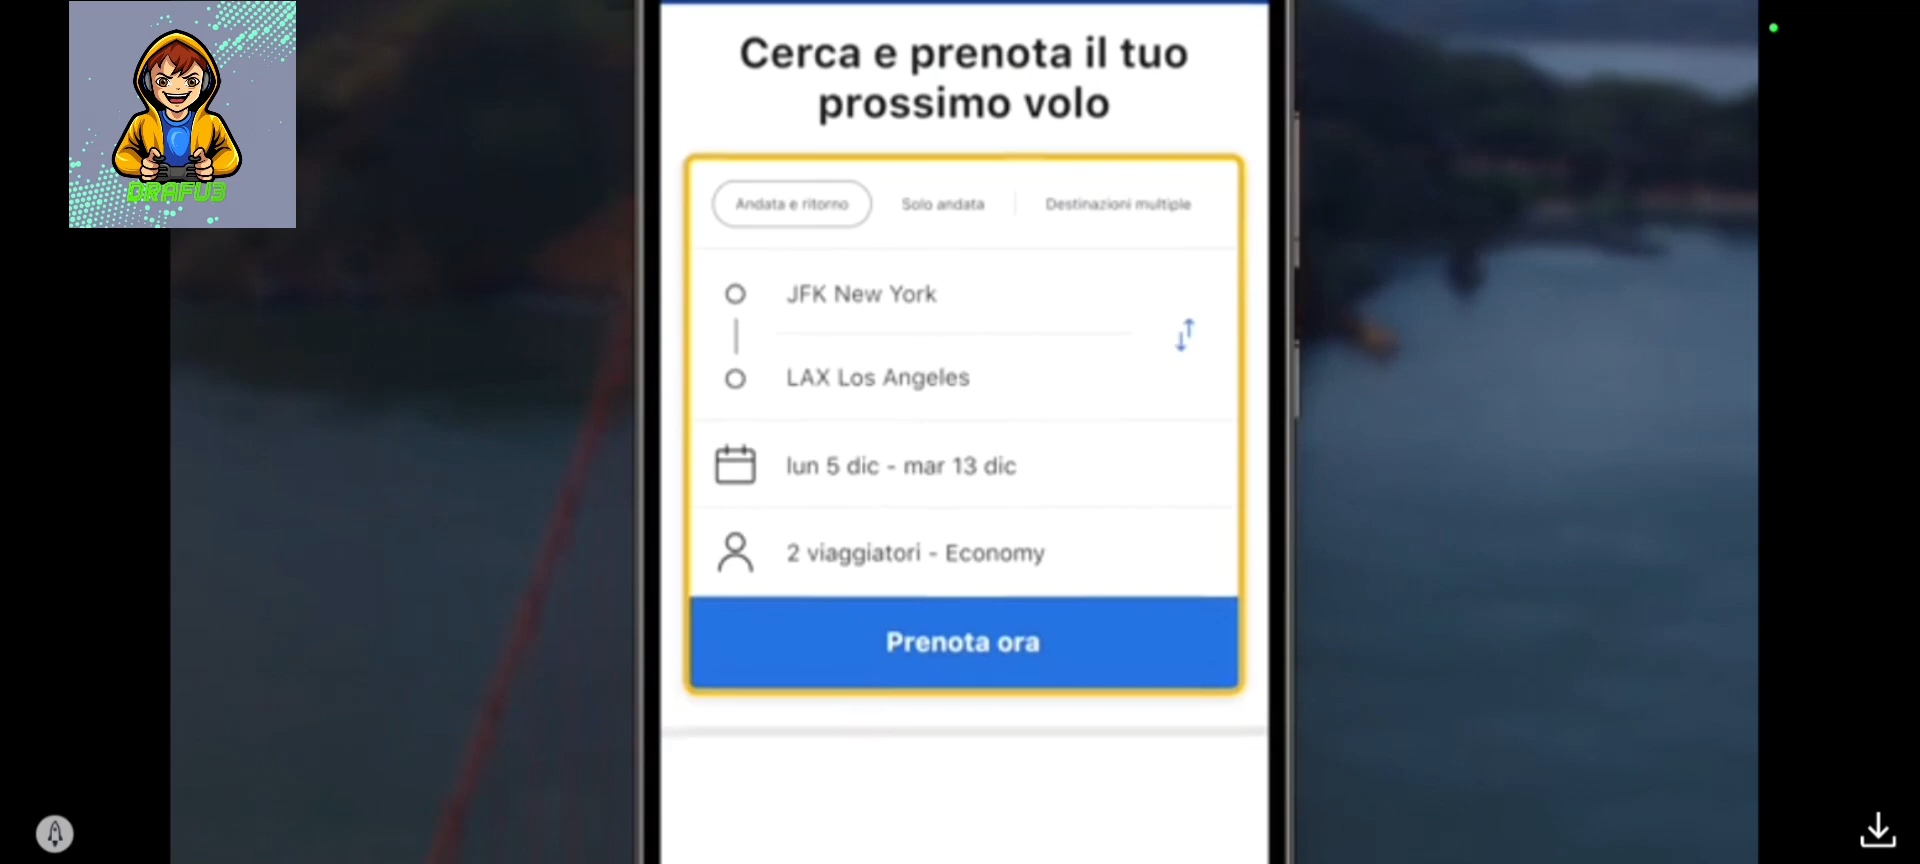 DRAFU3
Cerca e prenota il tuo
prossimo volo
Andata e ritorno
Solo andata
Destinazioni multiple
JFK New York
LAX Los Angeles
lun 5 dic - mar 13 dic
2 viaggiatori - Economy
Prenota ora